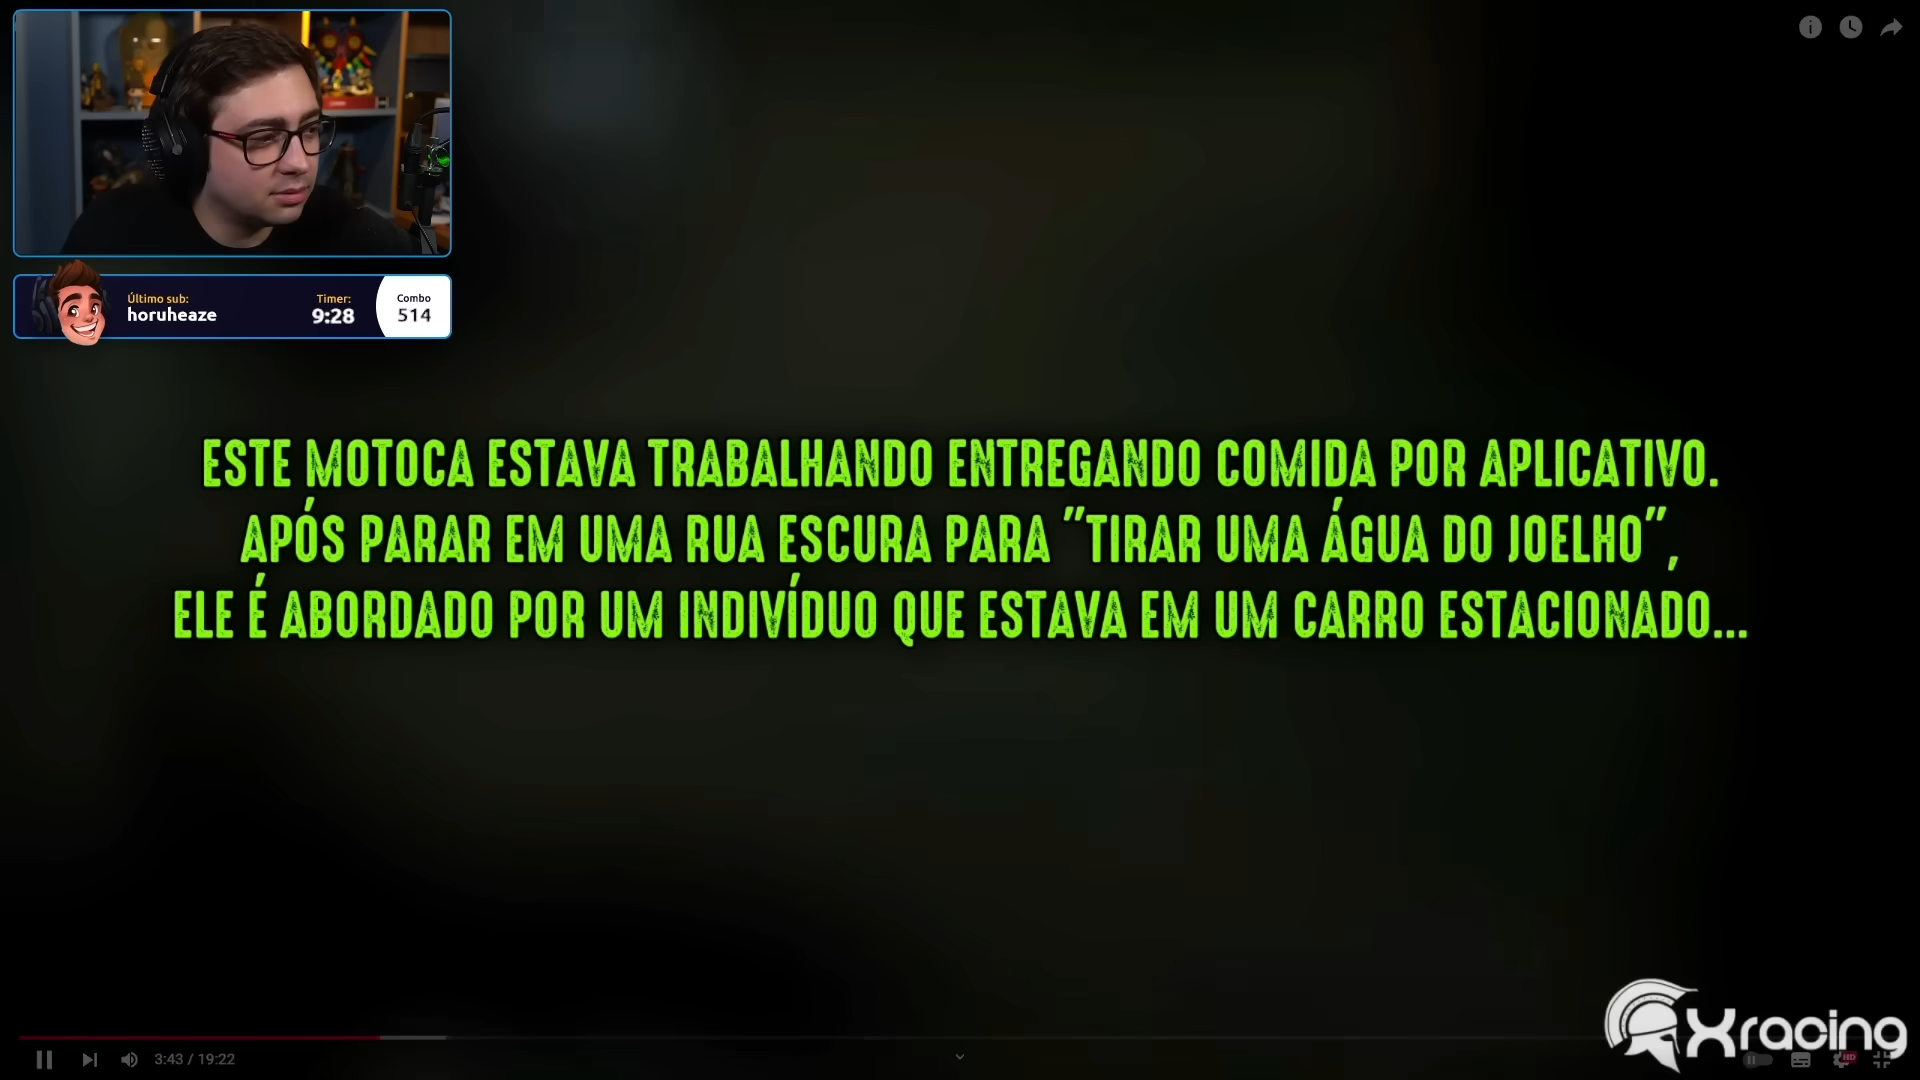 Último sub:
horuheaze
Timer:
9:28
Combo
514
ESTE MOTOCA ESTAVA TRABALHANDO ENTREGANDO COMIDA POR APLICATIVO.
APÓS PARAR EM UMA RUA ESCURA PARA "TIRAR UMA ÁGUA DO JOELHO",
ELE É ABORDADO POR UM INDIVÍDUO QUE ESTAVA EM UM CARRO ESTACIONADO...
Xracing
3:43 / 19:22
HD